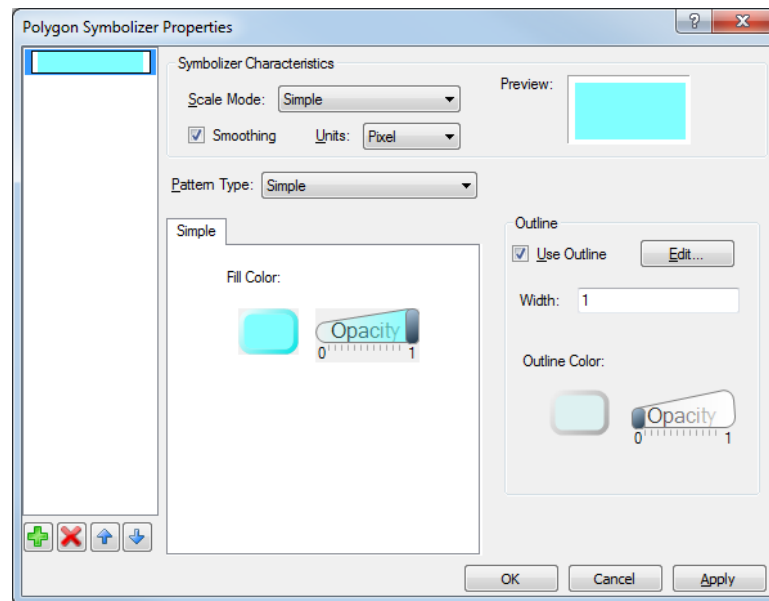 Polygon Symbolizer Properties
Symbolizer Characteristics
Scale Mode: Simple
Preview:
Smoothing Units: Pixel
Pattern Type: Simple
Simple
Fill Color:
Opacity
0 1
Outline
Use Outline Edit...
Width: 1
Outline Color:
Opacity
0 1
OK Cancel Apply